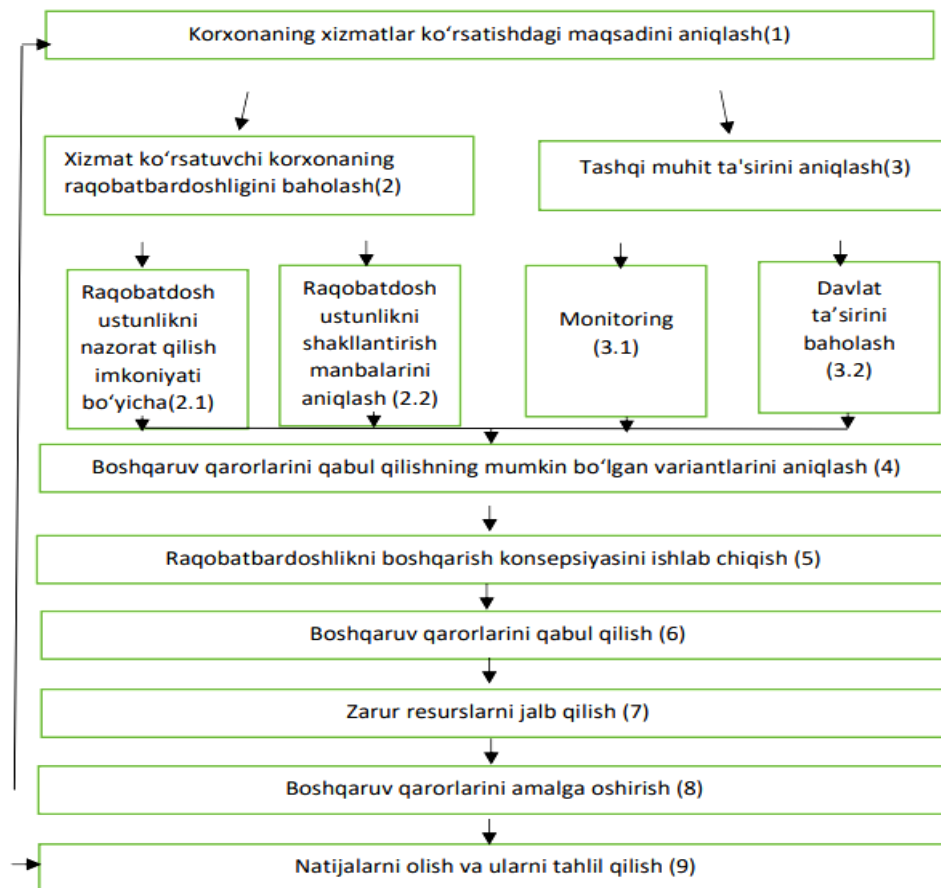 Korxonaning xizmatlar ko‘rsatishdagi maqsadini aniqlash(1)
Xizmat ko‘rsatuvchi korxonaning
raqobatbardoshligini baholash(2)
Tashqi muhit ta'sirini aniqlash(3)
Raqobatdosh
ustunlikni
nazorat qilish
imkoniyati
bo‘yicha(2.1)
Raqobatdosh
ustunlikni
shakllantirish
manbalarini
aniqlash (2.2)
Monitoring
(3.1)
Davlat
ta’sirini
baholash
(3.2)
Boshqaruv qarorlarini qabul qilishning mumkin bo‘lgan variantlarini aniqlash (4)
Raqobatbardoshlikni boshqarish konsepsiyasini ishlab chiqish (5)
Boshqaruv qarorlarini qabul qilish (6)
Zarur resurslarni jalb qilish (7)
Boshqaruv qarorlarini amalga oshirish (8)
Natijalarni olish va ularni tahlil qilish (9)